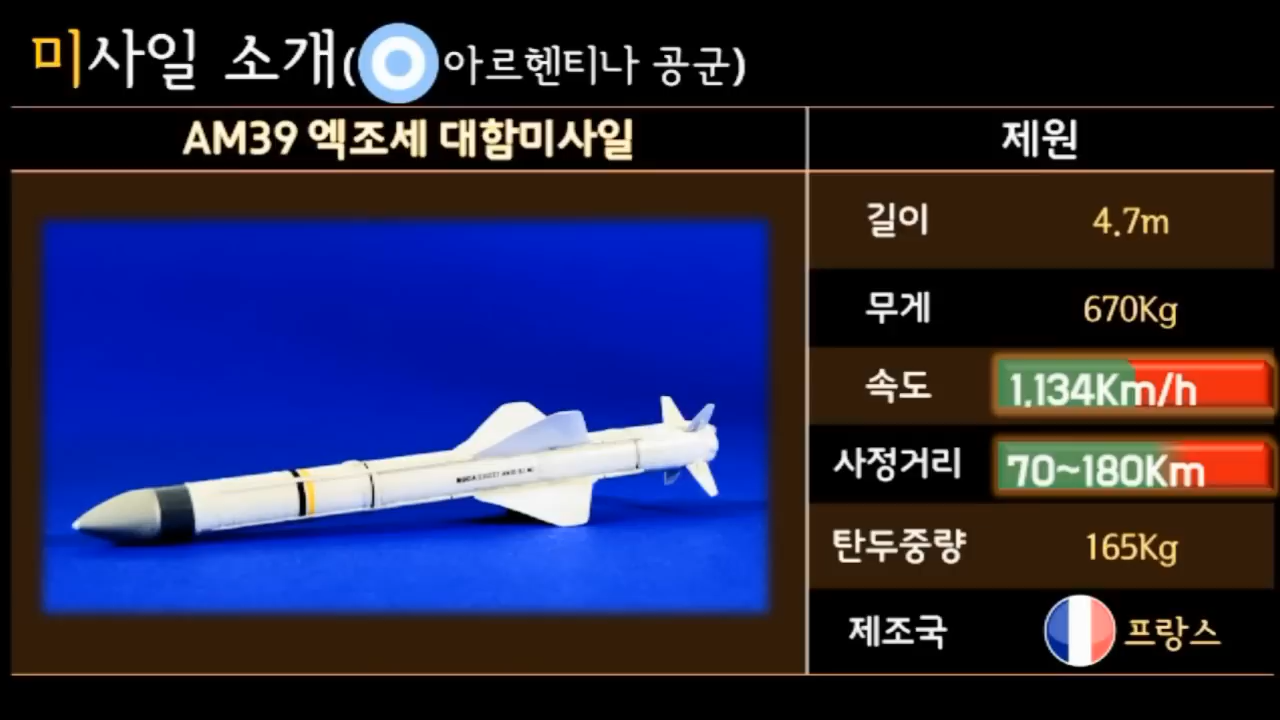 미사일 소개(아르헨티나 공군)
AM39 엑조세 대함미사일
제원
길이 4.7m
무게 670Kg
속도 1,134Km/h
사정거리 70~180Km
탄두중량 165Kg
제조국 프랑스